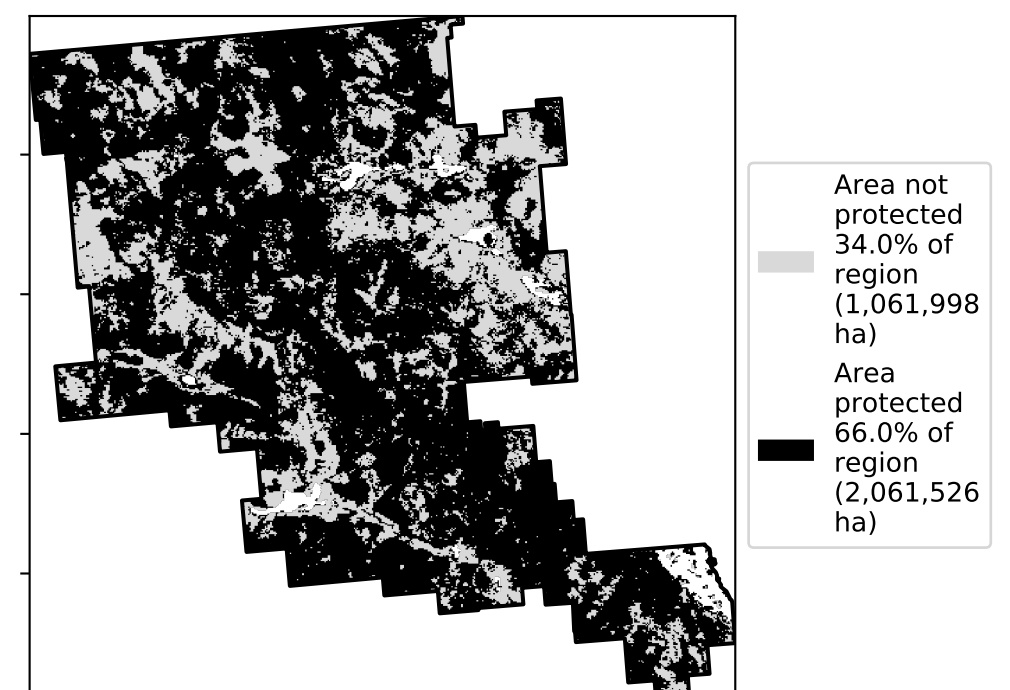 Area not
protected
34.0% of
region
(1,061,998
ha)
Area
protected
66.0% of
region
(2,061,526
ha)